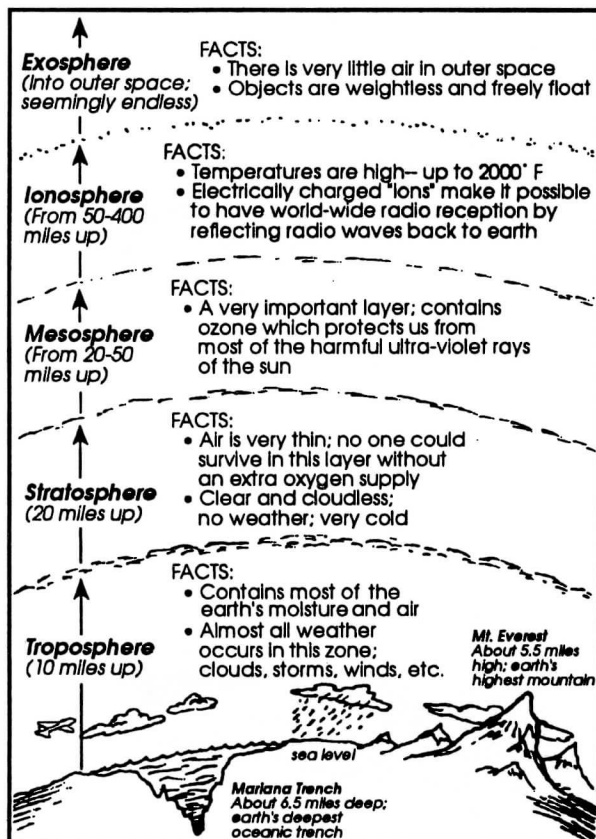 Exosphere
(Into outer space;
seemingly endless)
FACTS:
• There is very little air in outer space
• Objects are weightless and freely float
Ionosphere
(From 50-400
miles up)
FACTS:
• Temperatures are high-- up to 2000° F
• Electrically charged "ions" make it possible
to have world-wide radio reception by
reflecting radio waves back to earth
Mesosphere
(From 20-50
miles up)
FACTS:
• A very important layer; contains
ozone which protects us from
most of the harmful ultra-violet rays
of the sun
Stratosphere
(20 miles up)
FACTS:
• Air is very thin; no one could
survive in this layer without
an extra oxygen supply
• Clear and cloudless;
no weather; very cold
Troposphere
(10 miles up)
FACTS:
• Contains most of the
earth's moisture and air
• Almost all weather
occurs in this zone;
clouds, storms, winds, etc.
Mt. Everest
About 5.5 miles
high; earth's
highest mountain
sea level
Mariana Trench
About 6.5 miles deep;
earth's deepest
oceanic trench